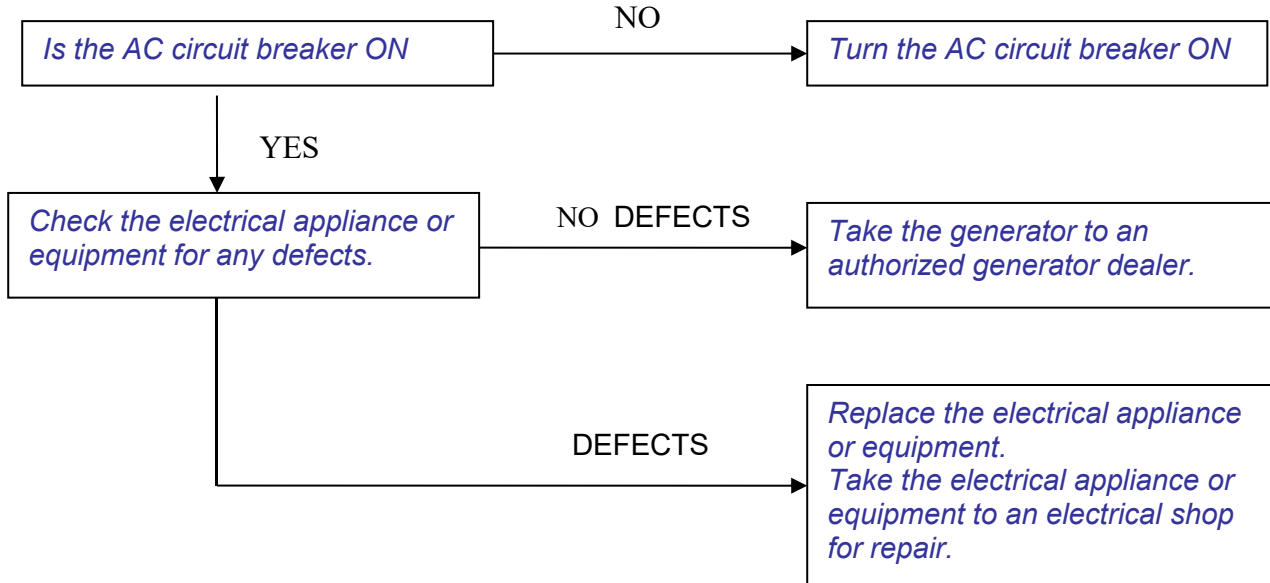 NO
Is the AC circuit breaker ON
Turn the AC circuit breaker ON
YES
Check the electrical appliance or
equipment for any defects.
NO DEFECTS
Take the generator to an
authorized generator dealer.
DEFECTS
Replace the electrical appliance
or equipment.
Take the electrical appliance or
equipment to an electrical shop
for repair.